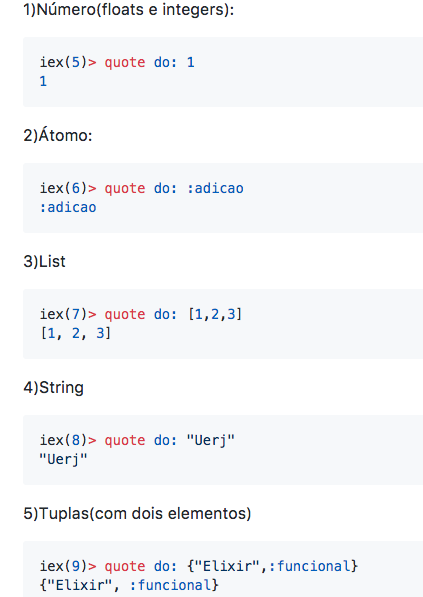 1)Número(floats e integers):
iex(5)> quote do: 1
1
2)Átomo:
iex(6)> quote do: :adicao
:adicao
3)List
iex(7)> quote do: [1,2,3]
[1, 2, 3]
4)String
iex(8)> quote do: "Uerj"
"Uerj"
5)Tuplas(com dois elementos)
iex(9)> quote do: {"Elixir",:funcional}
{"Elixir", :funcional}